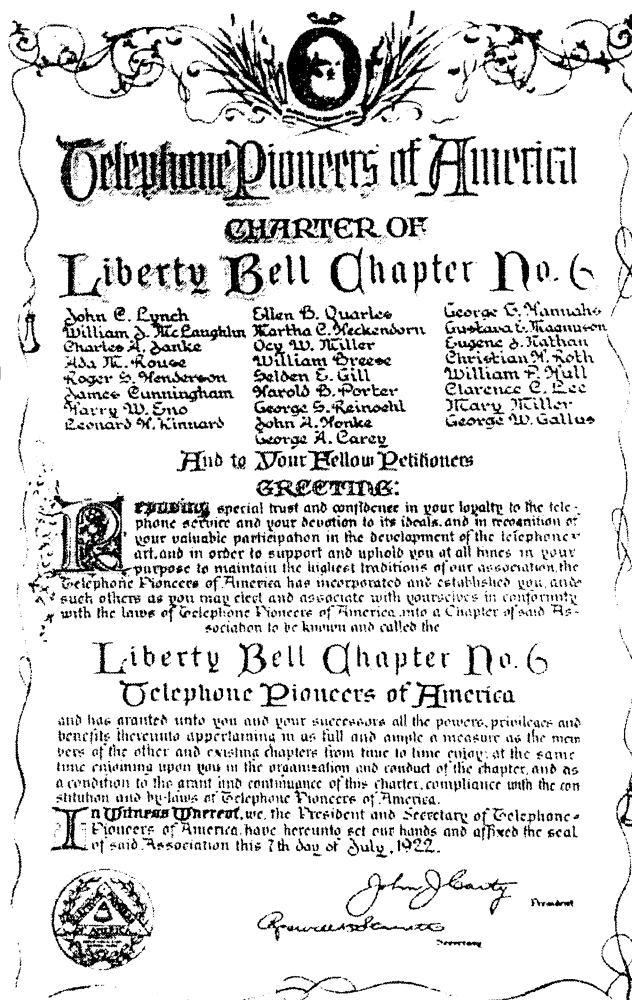 Telephone Pioneers of America
CHARTER OF
Liberty Bell Chapter No. 6
John C. Lynch
William J. McLaughlin
Charles A. Janke
Ada M. Rouse
Roger S. Henderson
James Cunningham
Harry W. Eno
Leonard H. Kinnard
Ellen B. Quarles
Martha C. Heckendorn
Ocy W. Miller
William Breese
Selden E. Gill
Harold B. Porter
George S. Reinoehl
John A. Honke
George A. Carey
George G. Hannahs
Gustava E. Magnuson
Eugene J. Nathan
Christian H. Roth
William P. Hull
Clarence C. Lee
Mary Miller
George W. Gallus
And to Your Fellow Petitioners
GREETING:
Reposing special trust and confidence in your loyalty to the tele-
phone service and your devotion to its ideals, and in recognition of
your valuable participation in the development of the telephone
art, and in order to support and uphold you at all times in your
purpose to maintain the highest traditions of our association, the
Telephone Pioneers of America has incorporated and established you, and
such others as you may elect and associate with yourselves in conformity
with the laws of Telephone Pioneers of America, into a Chapter of said As-
sociation to be known and called the
Liberty Bell Chapter No. 6
Telephone Pioneers of America
and has granted unto you and your successors all the powers, privileges and
benefits thereunto appertaining in as full and ample a measure as the mem
bers of the other and existing chapters from time to time enjoy; at the same
time enjoining upon you in the organization and conduct of the chapter, and as
a condition to the grant and continuance of this charter, compliance with the con
stitution and by-laws of Telephone Pioneers of America.
In Witness Whereof, we, the President and Secretary of Telephone
Pioneers of America, have hereunto set our hands and affixed the seal
of said Association this 7th day of July, 1922.
John J Carty
President
Secretary